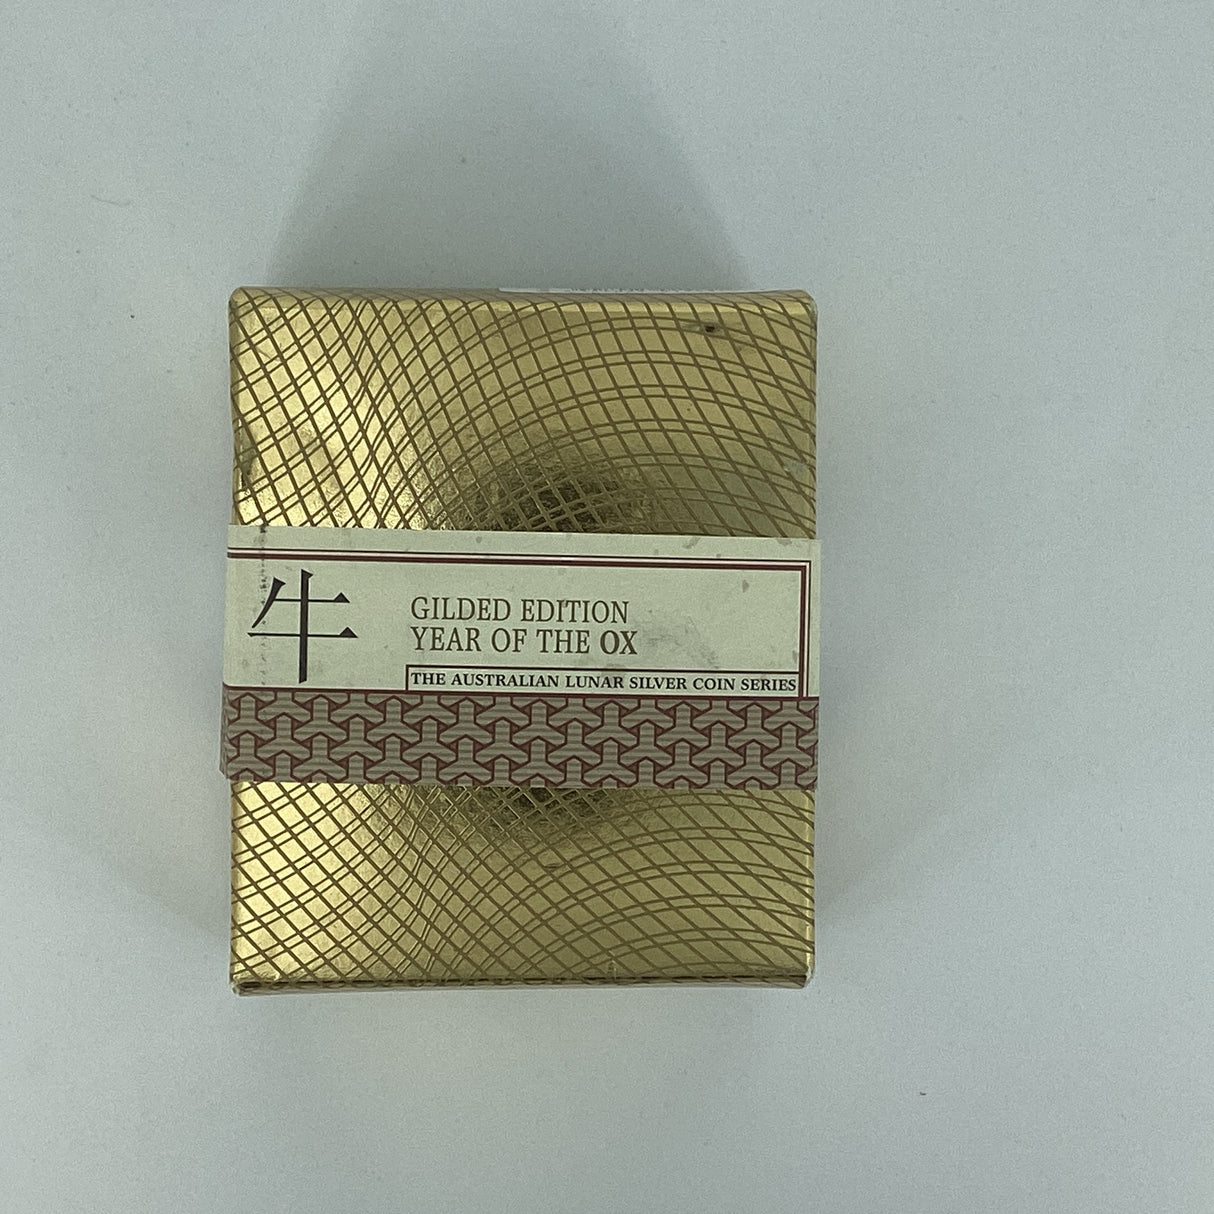 牛
GILDED EDITION
YEAR OF THE OX
THE AUSTRALIAN LUNAR SILVER COIN SERIES